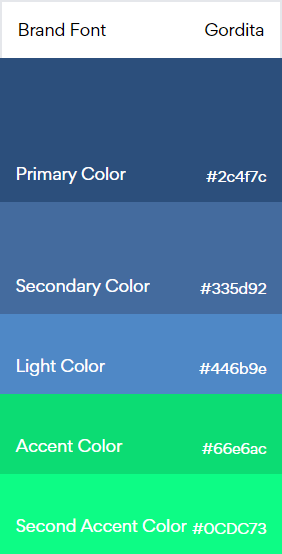 Brand Font Gordita
Primary Color #2c4f7c
Secondary Color #335d92
Light Color #446b9e
Accent Color #66e6ac
Second Accent Color #0CDC73